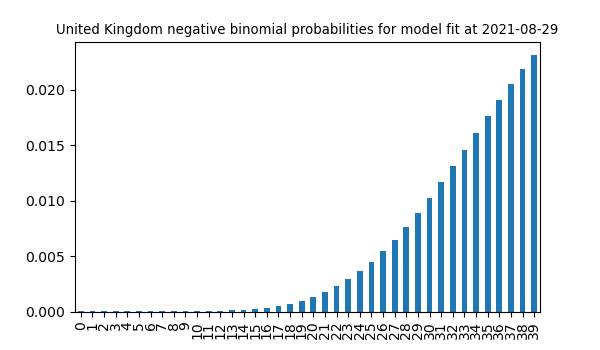 United Kingdom negative binomial probabilities for model fit at 2021-08-29
0.020
0.015
0.010
0.005
0.000
0 1 2 3 4 5 6 7 8 9 10 11 12 13 14 15 16 17 18 19 20 21 22 23 24 25 26 27 28 29 30 31 32 33 34 35 36 37 38 39